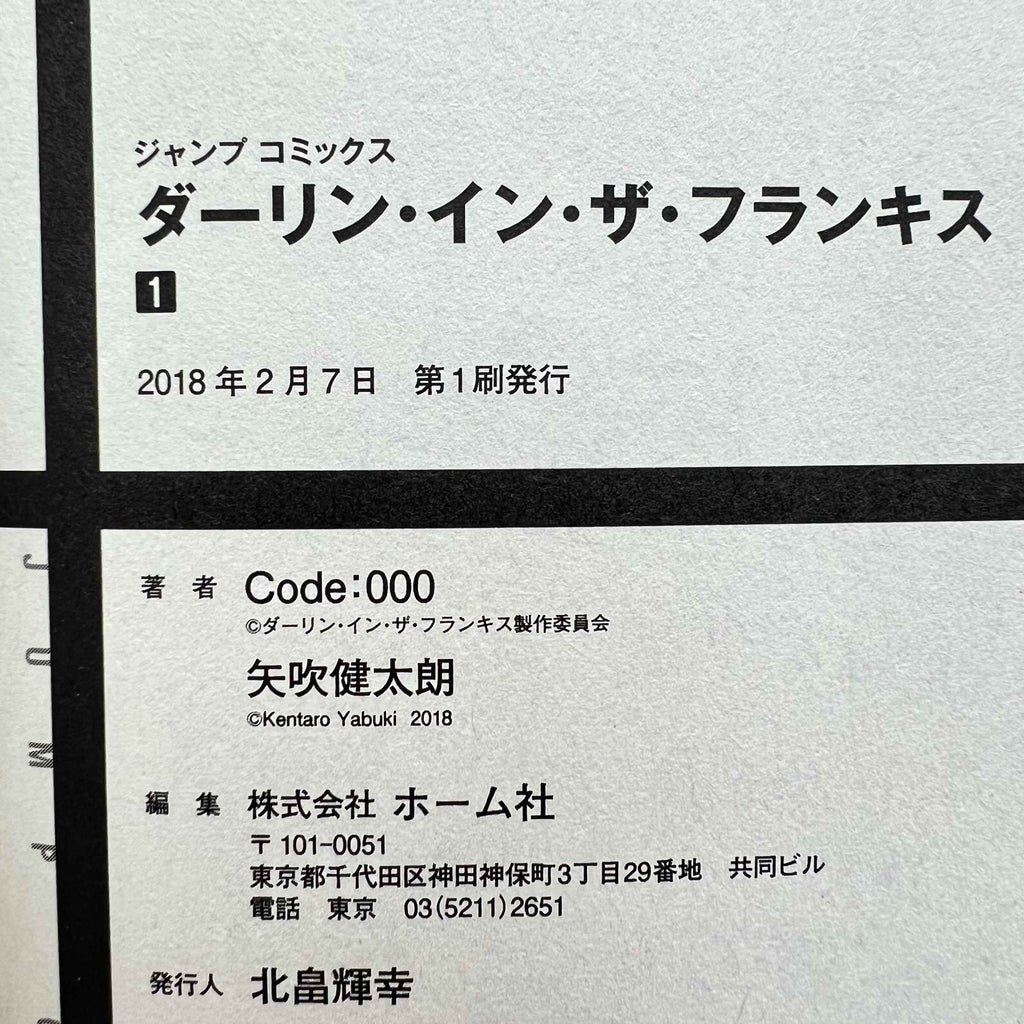 ジャンプ コミックス
ダーリン・イン・ザ・フランキス
1
2018年2月7日 第1刷発行
著 者 Code:000
©ダーリン・イン・ザ・フランキス製作委員会
矢吹健太朗
©Kentaro Yabuki 2018
編 集 株式会社 ホーム社
〒101-0051
東京都千代田区神田神保町3丁目29番地 共同ビル
電話 東京 03(5211)2651
発行人 北畠輝幸
JUMP